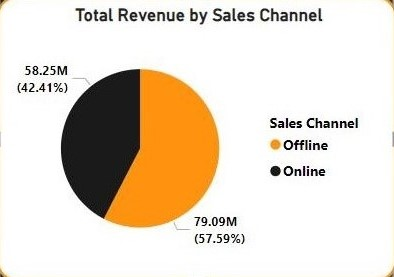 Total Revenue by Sales Channel
58.25M
(42.41%)
Sales Channel
Offline
Online
79.09M
(57.59%)